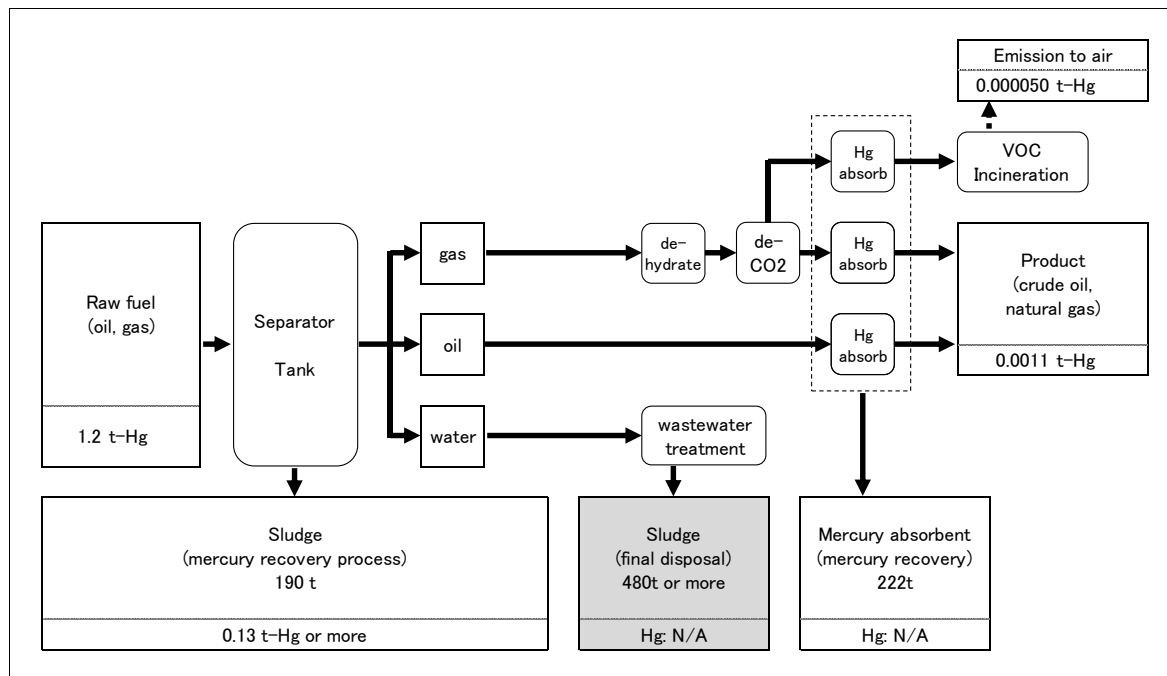 Emission to air
0.000050 t-Hg
Hg
absorb
VOC
Incineration
Raw fuel
(oil, gas)
1.2 t-Hg
Separator
Tank
gas
de-
hydrate
de-
CO2
Hg
absorb
Product
(crude oil,
natural gas)
0.0011 t-Hg
oil
Hg
absorb
water
wastewater
treatment
Sludge
(mercury recovery process)
190 t
0.13 t-Hg or more
Sludge
(final disposal)
480t or more
Hg: N/A
Mercury absorbent
(mercury recovery)
222t
Hg: N/A